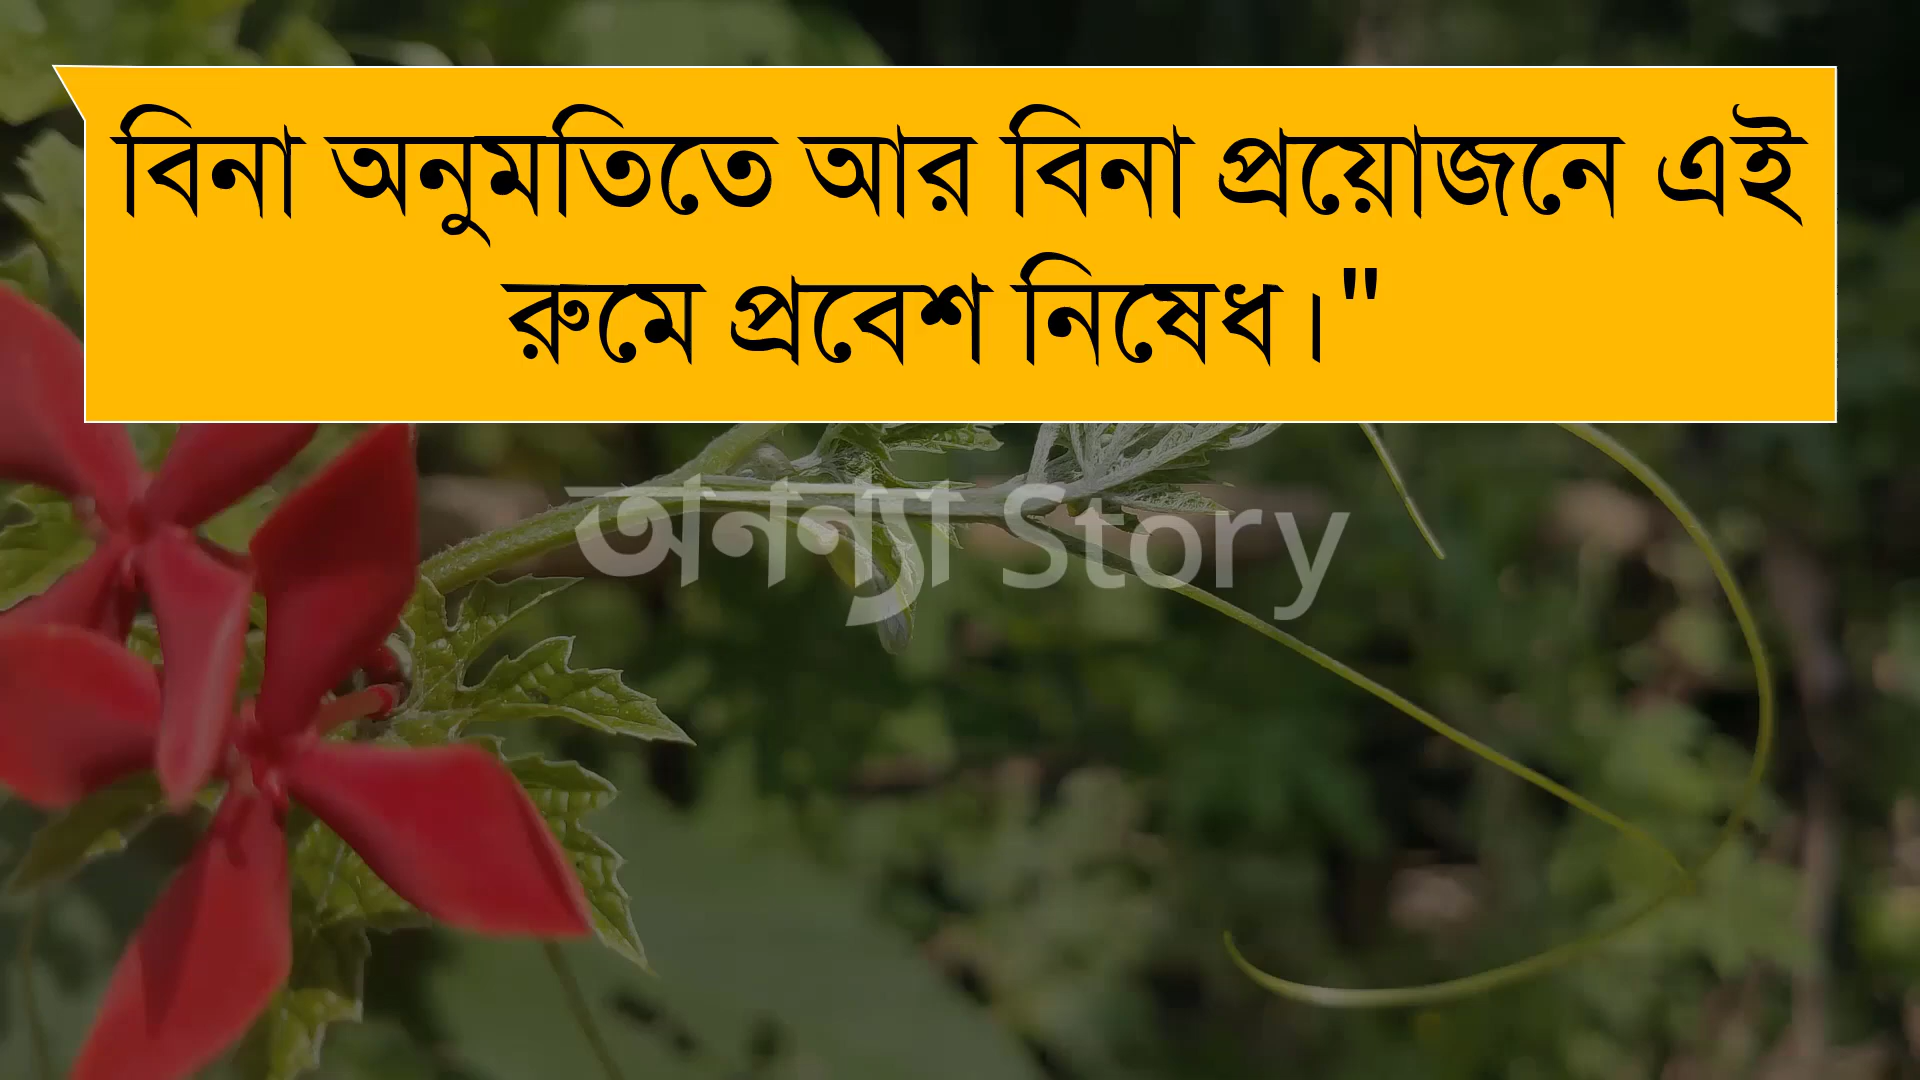 বিনা অনুমতিতে আর বিনা প্রয়োজনে এই
রুমে প্রবেশ নিষেধ।"
অনন্যা Story